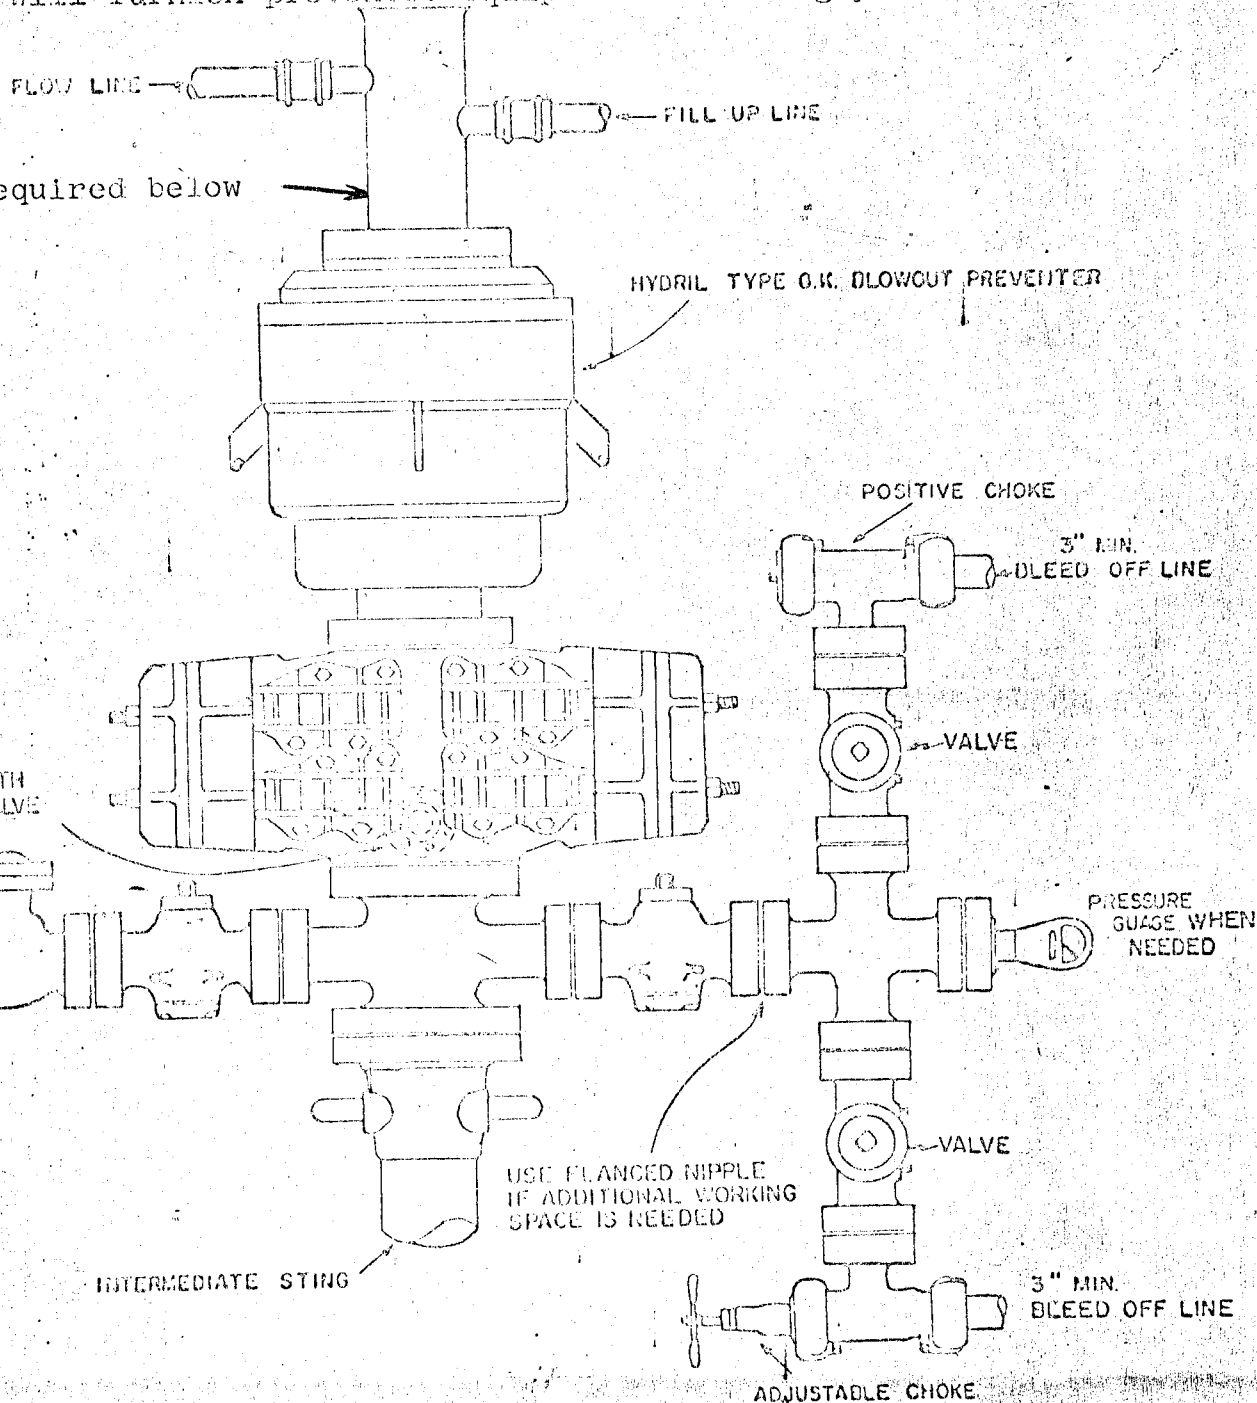 FLOW LINE
FILL UP LINE
equired below
HYDRIL TYPE O.K. BLOWOUT PREVENTER
POSITIVE CHOKE
3" MIN.
BLEED OFF LINE
VALVE
TH
LVE
PRESSURE
GUAGE WHEN
NEEDED
VALVE
USE FLANGED NIPPLE
IF ADDITIONAL WORKING
SPACE IS NEEDED
INTERMEDIATE STING
3" MIN.
BLEED OFF LINE
ADJUSTABLE CHOKE